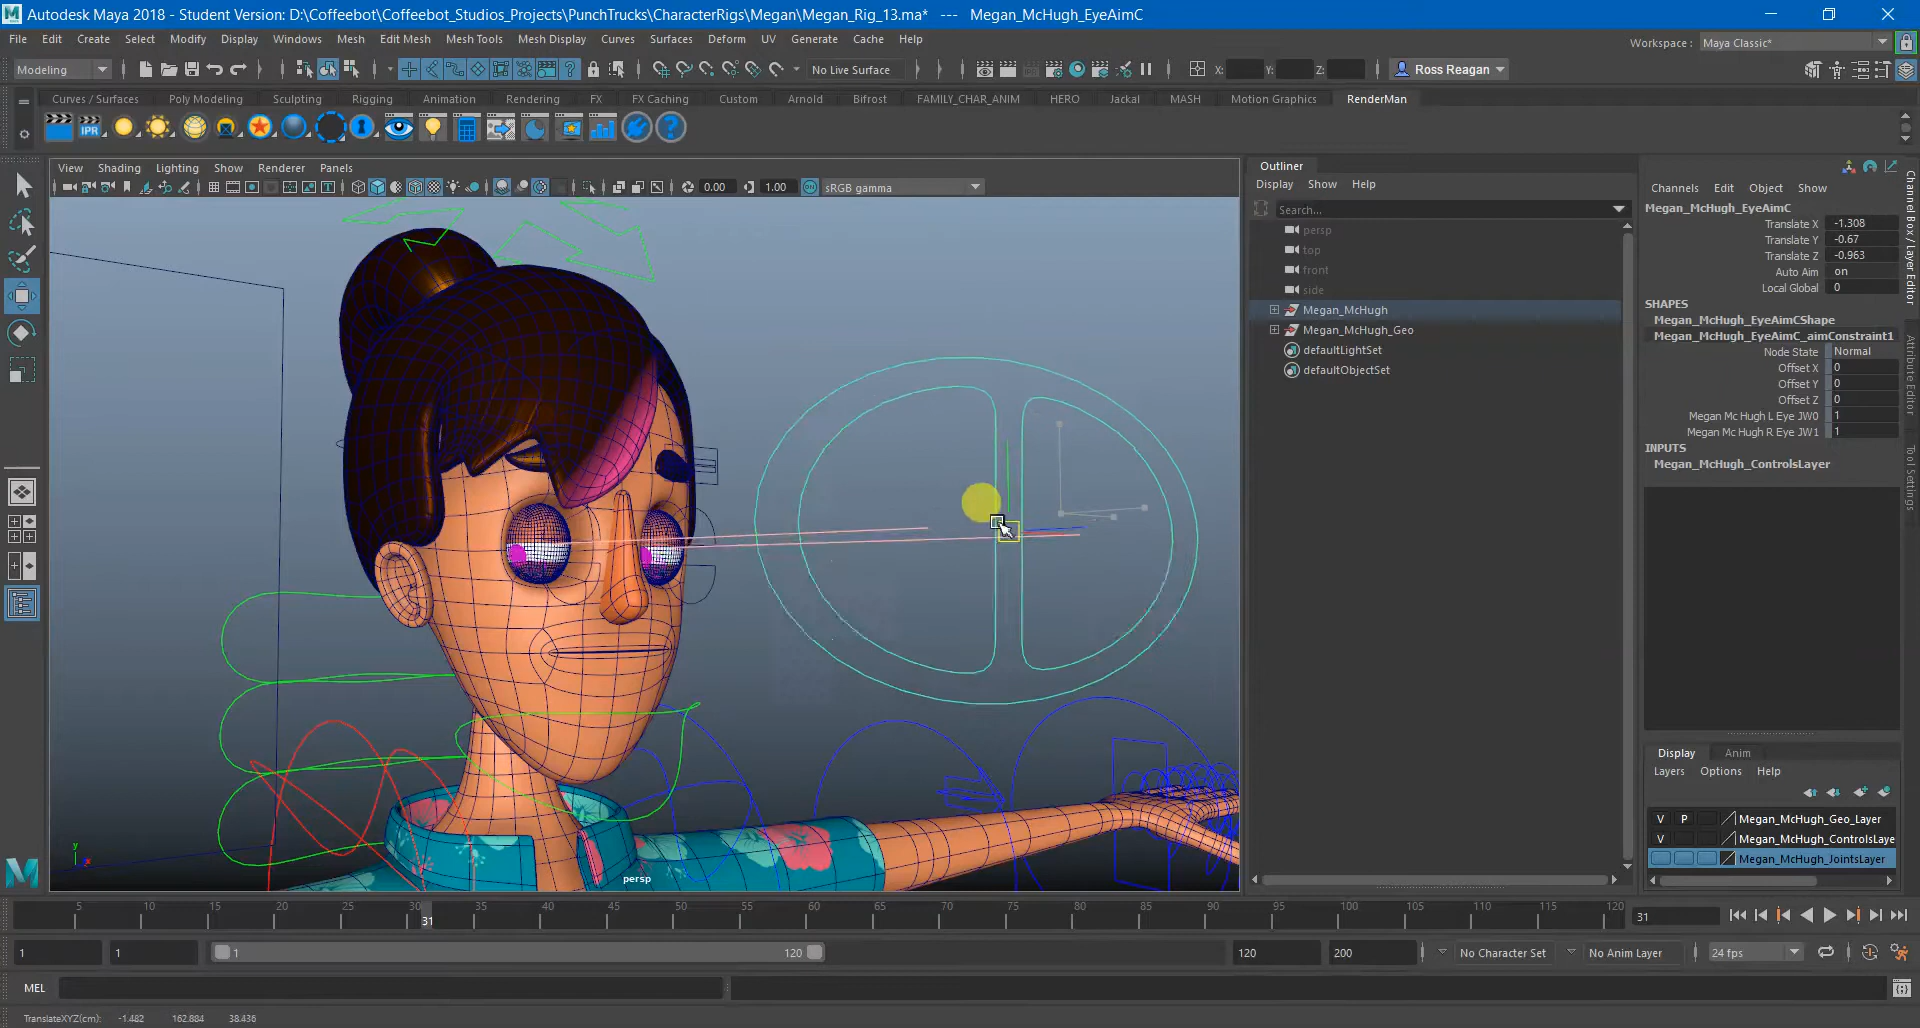 Autodesk Maya 2018 - Student Version: D:\Coffeebot\Coffeebot_Studios_Projects\PunchTrucks\CharacterRigs\Megan\Megan_Rig_13.ma* --- Megan_McHugh_EyeAimC
File Edit Create Select Modify Display Windows Mesh Edit Mesh Mesh Tools Mesh Display Curves Surfaces Deform UV Generate Cache Help
Workspace : Maya Classic*
Modeling No Live Surface X: Y: Z: Ross Reagan
Curves / Surfaces Poly Modeling Sculpting Rigging Animation Rendering FX FX Caching Custom Arnold Bifrost FAMILY_CHAR_ANIM HERO Jackal MASH Motion Graphics RenderMan
IPR
View Shading Lighting Show Renderer Panels
0.00 1.00 ON sRGB gamma
persp
Outliner
Display Show Help
Search...
persp
top
front
side
Megan_McHugh
Megan_McHugh_Geo
defaultLightSet
defaultObjectSet
Channels Edit Object Show
Megan_McHugh_EyeAimC
Translate X -1.308
Translate Y -0.67
Translate Z -0.963
Auto Aim on
Local Global 0
SHAPES
Megan_McHugh_EyeAimCShape
Megan_McHugh_EyeAimC_aimConstraint1
Node State Normal
Offset X 0
Offset Y 0
Offset Z 0
Megan Mc Hugh L Eye JW0 1
Megan Mc Hugh R Eye JW1 1
INPUTS
Megan_McHugh_ControlsLayer
Display Anim
Layers Options Help
V P Megan_McHugh_Geo_Layer
V Megan_McHugh_ControlsLaye
Megan_McHugh_JointsLayer
Channel Box / Layer Editor
Attribute Editor
Tool Settings
5 10 15 20 25 30 35 40 45 50 55 60 65 70 75 80 85 90 95 100 105 110 115 120
31
31
1 1 1 120 120 200 No Character Set No Anim Layer 24 fps
MEL
TranslateXYZ(cm): -1.482 162.884 38.436